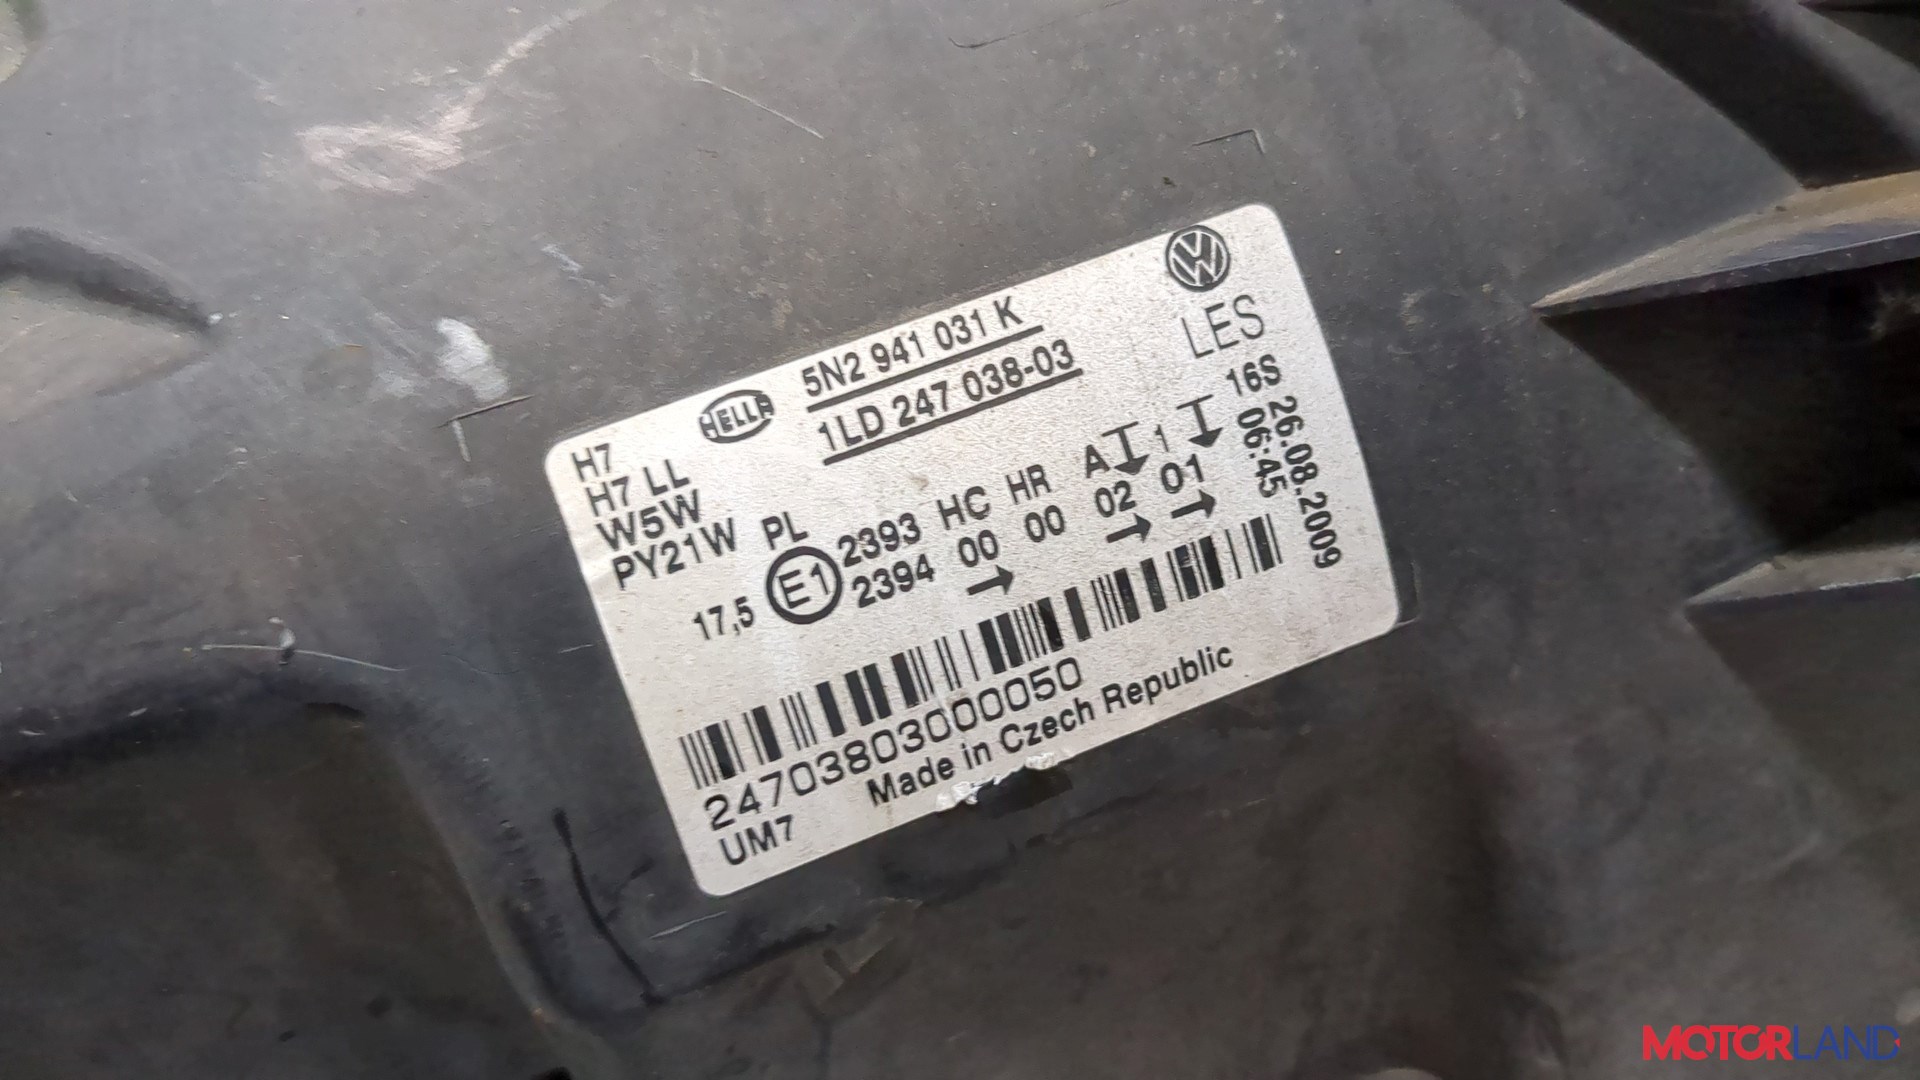 HELLA
5N2 941 031 K
1LD 247 038-03
LES
H7
H7 LL
W5W
PY21W PL
17,5
E1
2393 HC HR A 1
2394 00 00 02 01
16S
26.08.2009
06:45
24703803000050
UM7
Made in Czech Republic
MOTORLAND